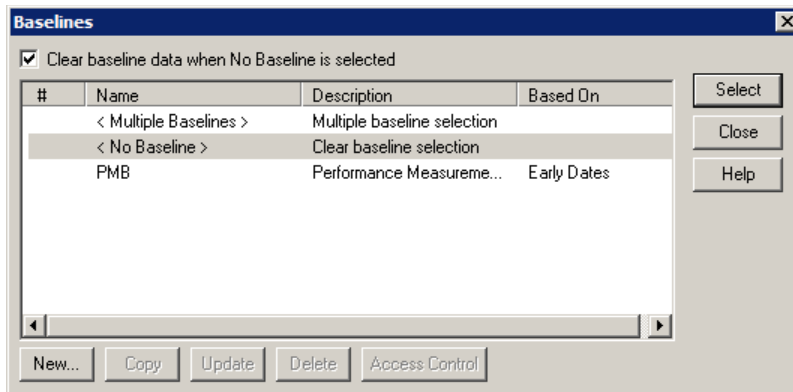 Baselines
Clear baseline data when No Baseline is selected
# Name Description Based On
< Multiple Baselines > Multiple baseline selection
< No Baseline > Clear baseline selection
PMB Performance Measureme... Early Dates
Select
Close
Help
New... Copy Update Delete Access Control